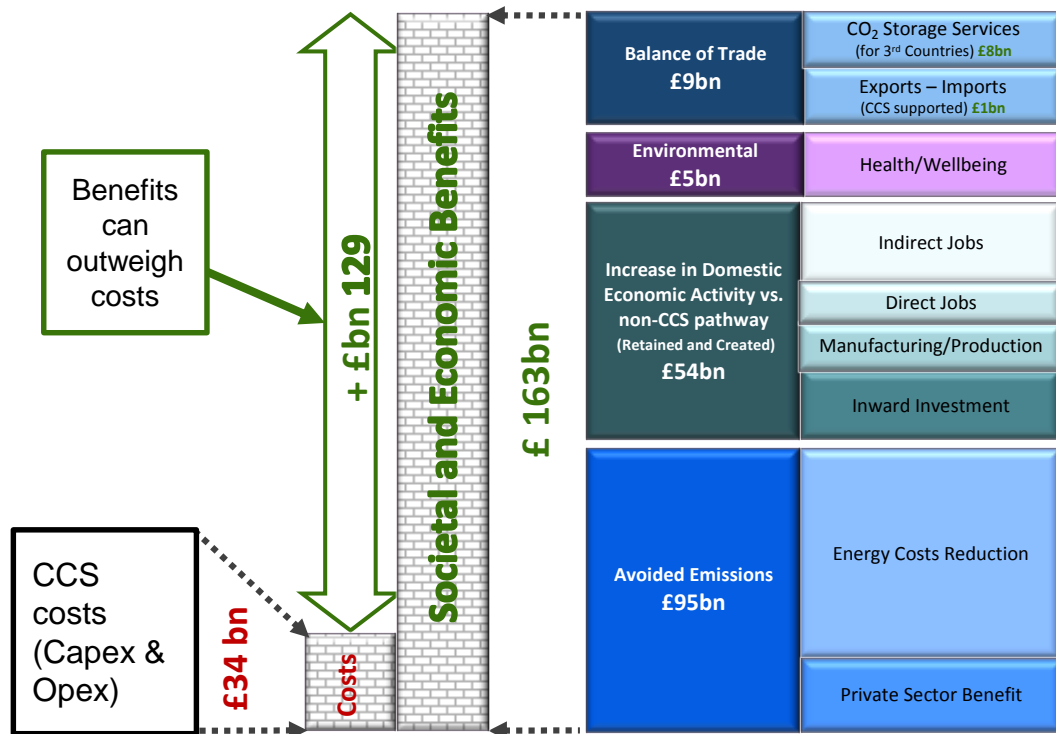 Benefits
can
outweigh
costs
CCS
costs
(Capex &
Opex)
£34 bn
Costs
+ £bn 129
Societal and Economic Benefits
£ 163bn
Balance of Trade
£9bn
CO₂ Storage Services
(for 3ʳᵈ Countries) £8bn
Exports – Imports
(CCS supported) £1bn
Environmental
£5bn
Health/Wellbeing
Increase in Domestic
Economic Activity vs.
non-CCS pathway
(Retained and Created)
£54bn
Indirect Jobs
Direct Jobs
Manufacturing/Production
Inward Investment
Avoided Emissions
£95bn
Energy Costs Reduction
Private Sector Benefit